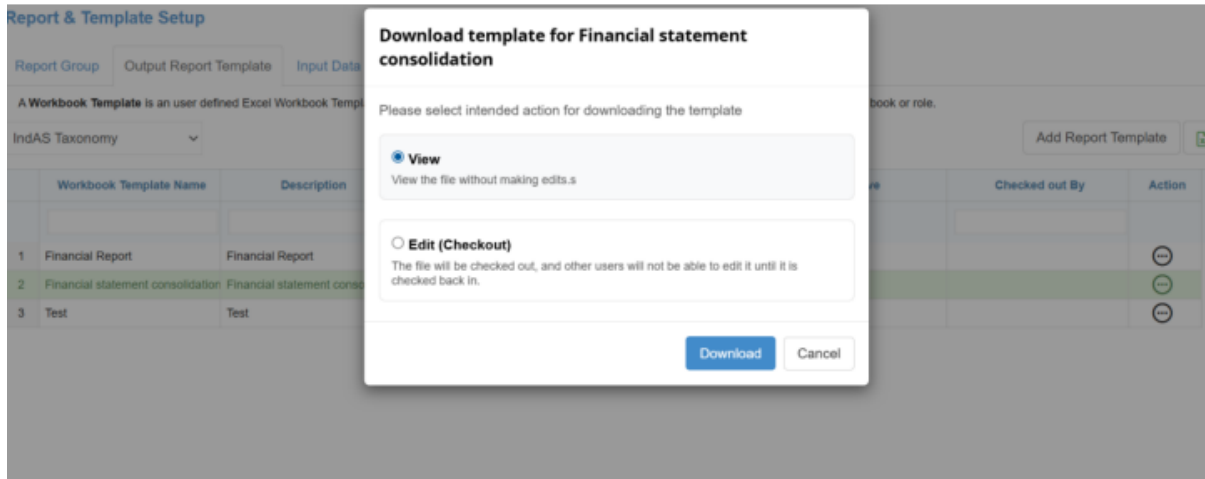 Report & Template Setup
Report Group Output Report Template Input Data
A Workbook Template is an user defined Excel Workbook Templ
book or role.
IndAS Taxonomy
Add Report Template
Workbook Template Name Description ve Checked out By Action
1 Financial Report Financial Report
2 Financial statement consolidation Financial statement conso
3 Test Test
Download template for Financial statement
consolidation
Please select intended action for downloading the template
View
View the file without making edits.s
Edit (Checkout)
The file will be checked out, and other users will not be able to edit it until it is
checked back in.
Download Cancel